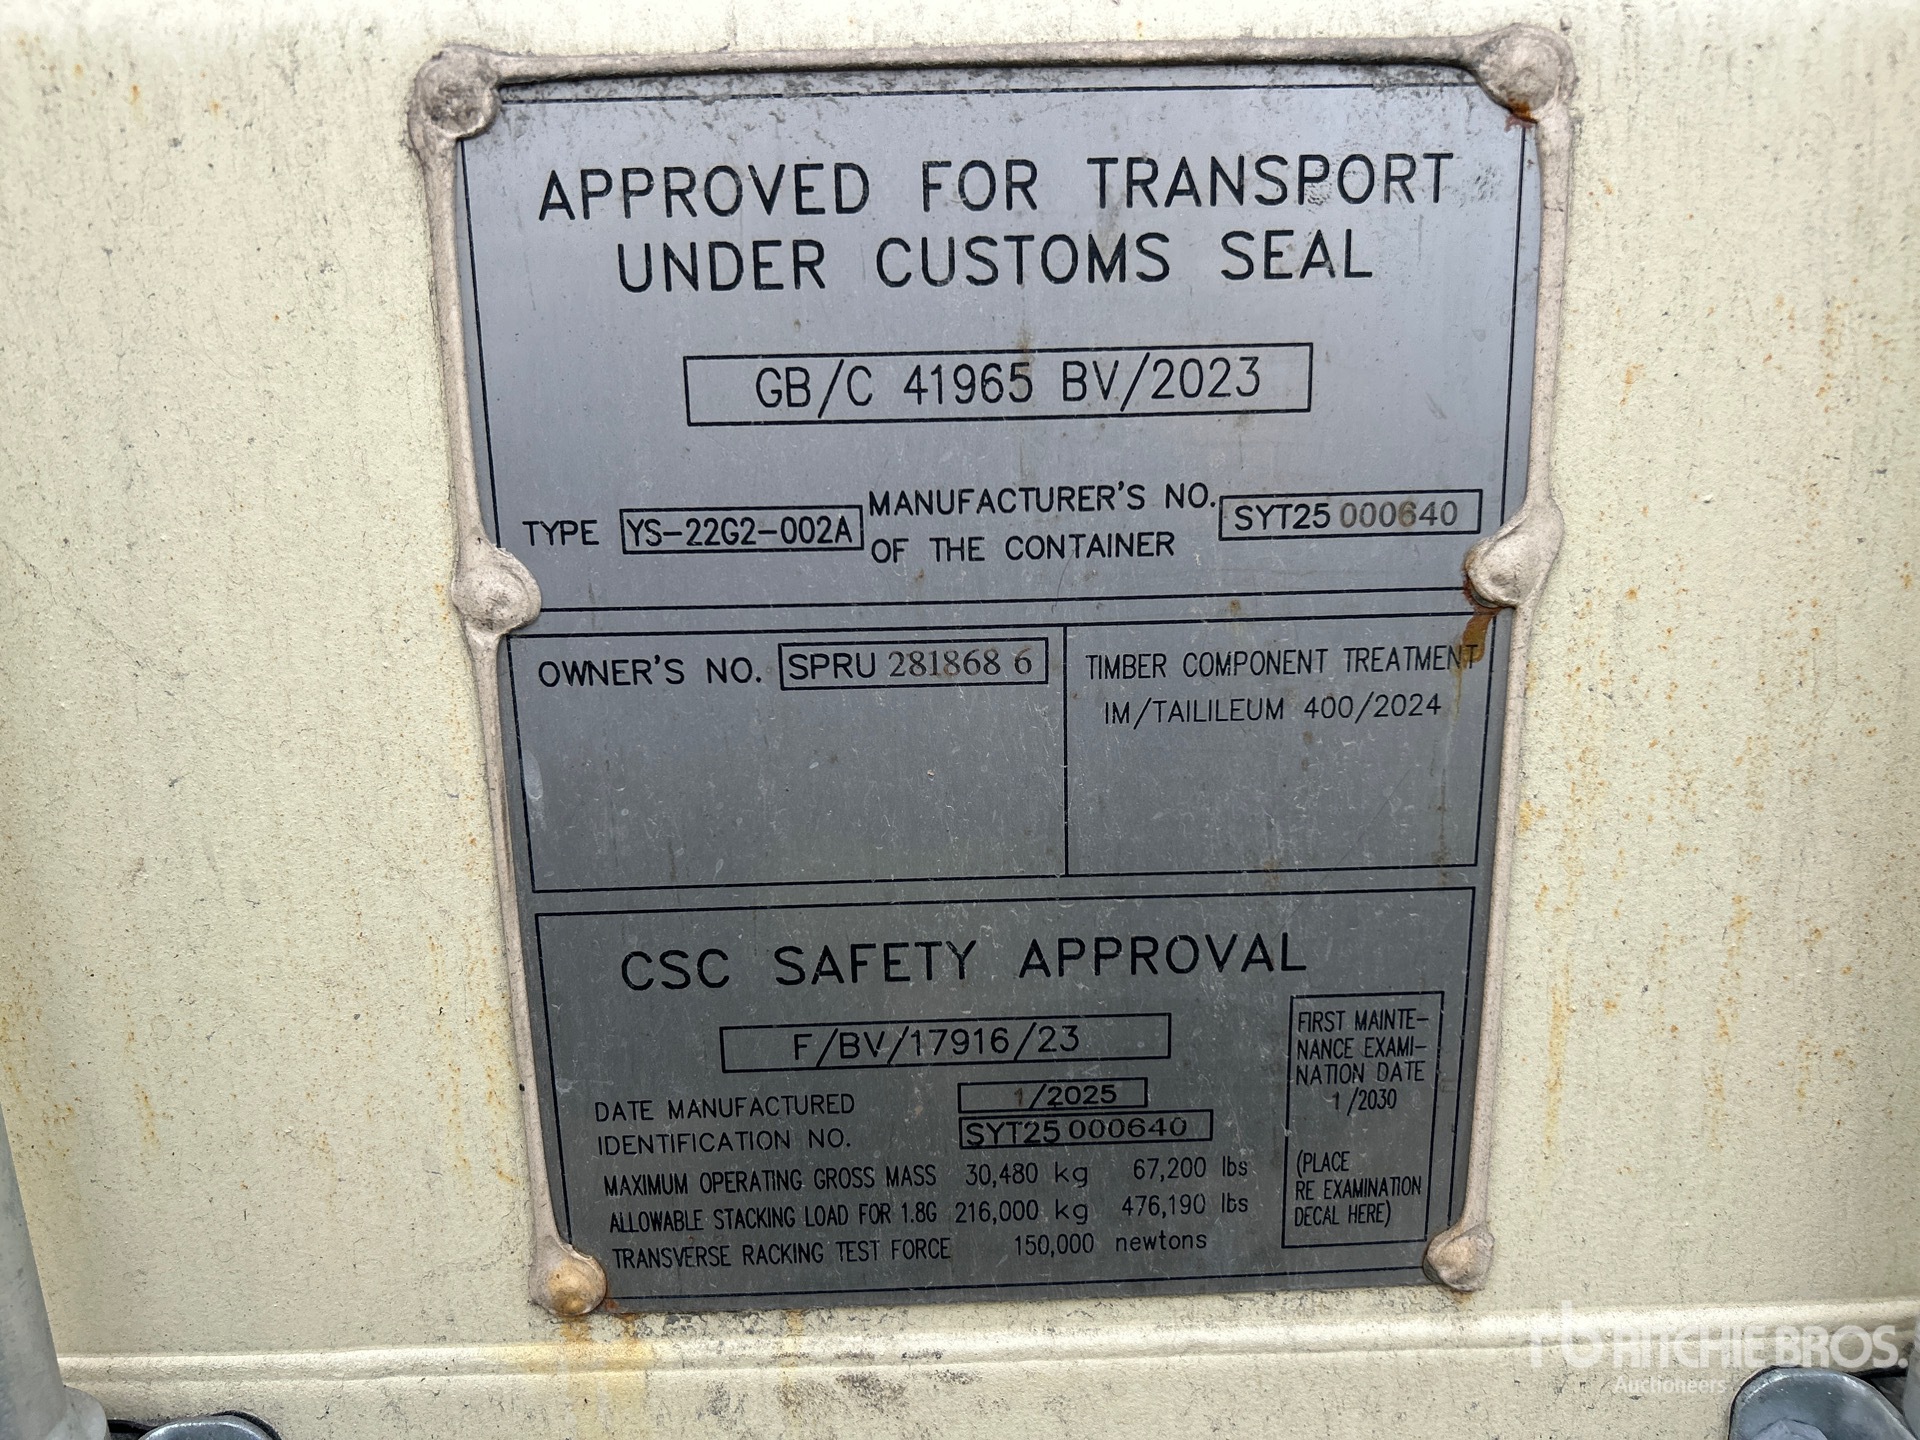 APPROVED FOR TRANSPORT
UNDER CUSTOMS SEAL
GB/C 41965 BV/2023
TYPE YS-22G2-002A MANUFACTURER'S NO. OF THE CONTAINER SYT25 000640
OWNER'S NO. SPRU 281868 6
TIMBER COMPONENT TREATMENT
IM/TAILILEUM 400/2024
CSC SAFETY APPROVAL
F/BV/17916/23
DATE MANUFACTURED 1/2025
IDENTIFICATION NO. SYT25 000640
MAXIMUM OPERATING GROSS MASS 30,480 kg 67,200 lbs
ALLOWABLE STACKING LOAD FOR 1.8G 216,000 kg 476,190 lbs
TRANSVERSE RACKING TEST FORCE 150,000 newtons
FIRST MAINTE-
NANCE EXAMI-
NATION DATE
1/2030
(PLACE
RE EXAMINATION
DECAL HERE)
rb RITCHIE BROS.
Auctioneers